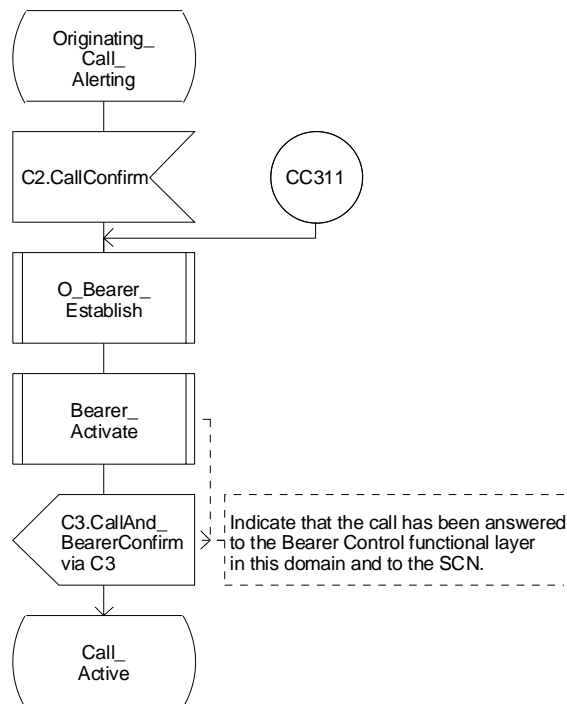 Originating_
Call_
Alerting
C2.CallConfirm
CC311
O_Bearer_
Establish
Bearer_
Activate
C3.CallAnd_
BearerConfirm
via C3
Indicate that the call has been answered
to the Bearer Control functional layer
in this domain and to the SCN.
Call_
Active